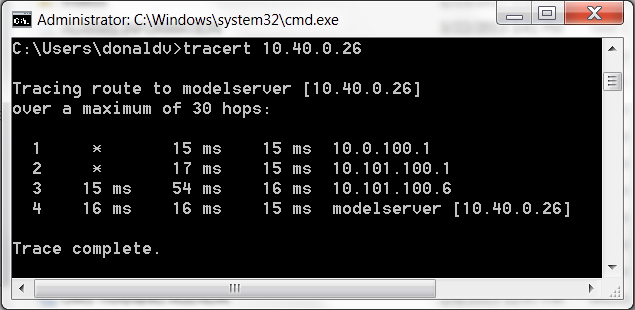 Administrator: C:\Windows\system32\cmd.exe
C:\Users\donaldv>tracert 10.40.0.26
Tracing route to modelserver [10.40.0.26]
over a maximum of 30 hops:
1 * 15 ms 15 ms 10.0.100.1
2 * 17 ms 15 ms 10.101.100.1
3 15 ms 54 ms 16 ms 10.101.100.6
4 16 ms 16 ms 15 ms modelserver [10.40.0.26]
Trace complete.